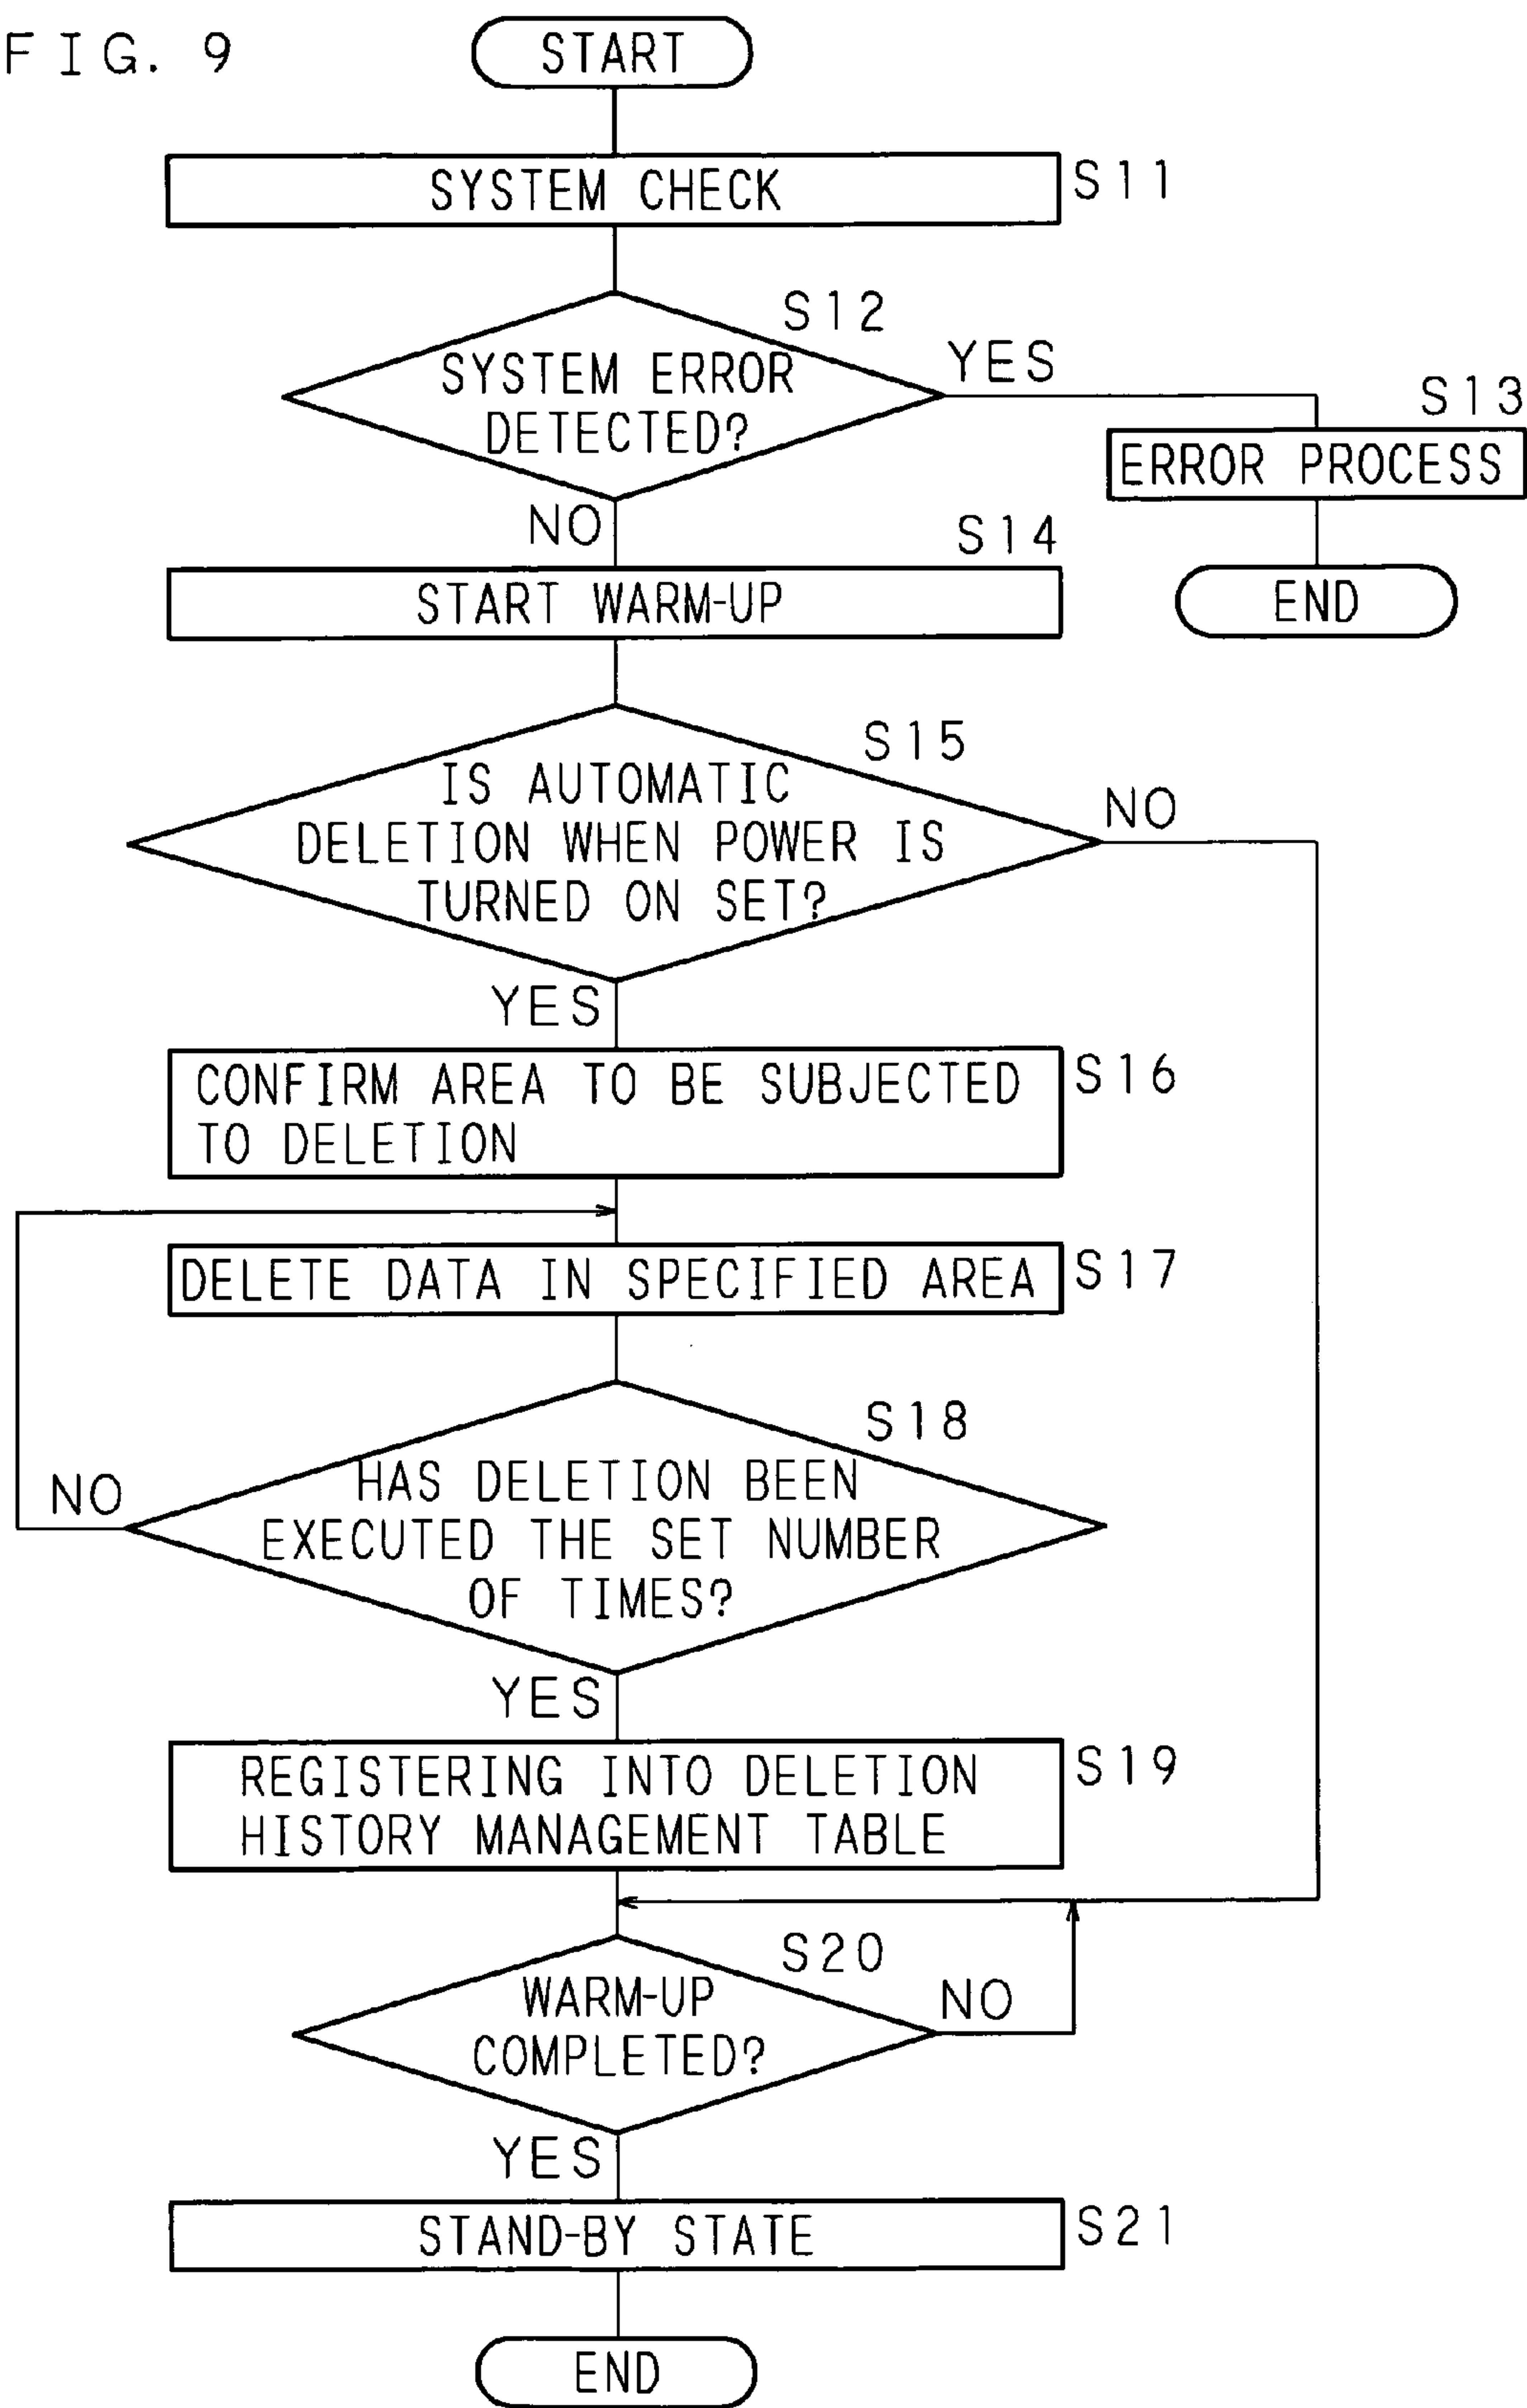 FIG. 9
START
SYSTEM CHECK
S11
S12
SYSTEM ERROR
DETECTED?
YES
S13
ERROR PROCESS
END
NO
S14
START WARM-UP
S15
IS AUTOMATIC
DELETION WHEN POWER IS
TURNED ON SET?
NO
YES
CONFIRM AREA TO BE SUBJECTED
TO DELETION
S16
DELETE DATA IN SPECIFIED AREA
S17
S18
HAS DELETION BEEN
EXECUTED THE SET NUMBER
OF TIMES?
NO
YES
REGISTERING INTO DELETION
HISTORY MANAGEMENT TABLE
S19
S20
WARM-UP
COMPLETED?
NO
YES
STAND-BY STATE
S21
END